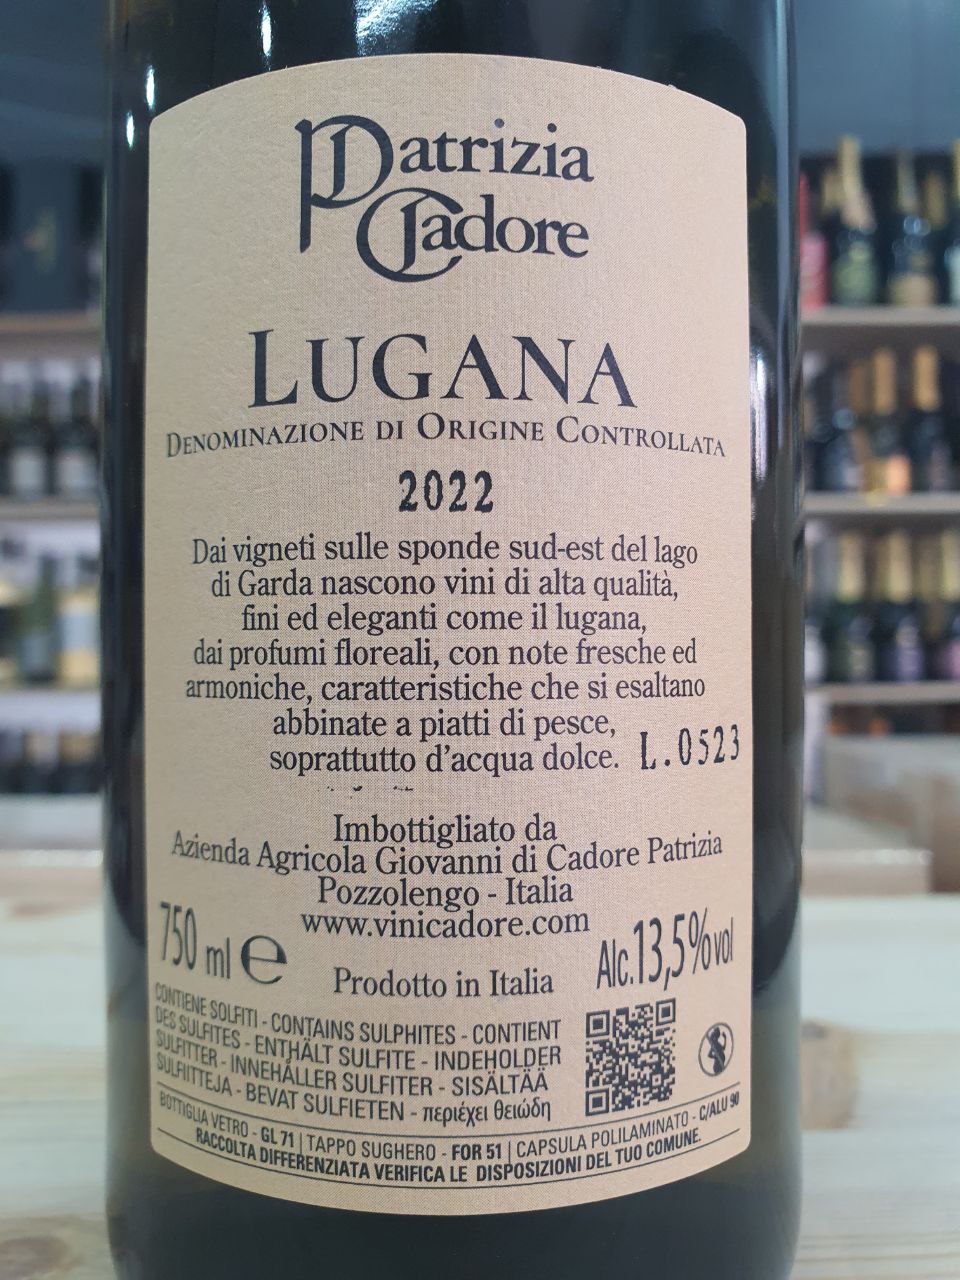 Patrizia
Cadore
LUGANA
DENOMINAZIONE DI ORIGINE CONTROLLATA
2022
Dai vigneti sulle sponde sud-est del lago
di Garda nascono vini di alta qualità,
fini ed eleganti come il lugana,
dai profumi floreali, con note fresche ed
armoniche, caratteristiche che si esaltano
abbinate a piatti di pesce,
soprattutto d'acqua dolce.
L.0523
Imbottigliato da
Azienda Agricola Giovanni di Cadore Patrizia
Pozzolengo - Italia
www.vinicadore.com
750 ml e
Prodotto in Italia
Alc.13,5%vol
CONTIENE SOLFITI - CONTAINS SULPHITES - CONTIENT
DES SULFITES - ENTHÄLT SULFITE - INDEHOLDER
SULFITTER - INNEHÅLLER SULFITER - SISÄLTÄÄ
SULFIITTEJA - BEVAT SULFIETEN - περιέχει θειώδη
BOTTIGLIA VETRO - GL 71 | TAPPO SUGHERO - FOR 51 | CAPSULA POLILAMINATO - C/ALU 90
RACCOLTA DIFFERENZIATA VERIFICA LE DISPOSIZIONI DEL TUO COMUNE.